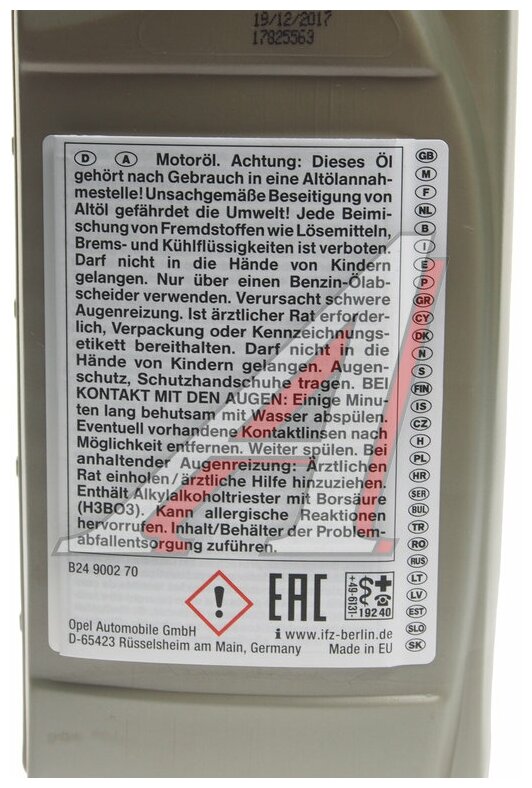 19/12/2017
17825563
D A Motoröl. Achtung: Dieses Öl
gehört nach Gebrauch in eine Altölannah-
mestelle! Unsachgemäße Beseitigung von
Altöl gefährdet die Umwelt! Jede Beimi-
schung von Fremdstoffen wie Lösemitteln,
Brems- und Kühlflüssigkeiten ist verboten.
Darf nicht in die Hände von Kindern
gelangen. Nur über einen Benzin-Ölab-
scheider verwenden. Verursacht schwere
Augenreizung. Ist ärztlicher Rat erforder-
lich, Verpackung oder Kennzeichnungs-
etikett bereithalten. Darf nicht in die
Hände von Kindern gelangen. Augen-
schutz, Schutzhandschuhe tragen. BEI
KONTAKT MIT DEN AUGEN: Einige Minu-
ten lang behutsam mit Wasser abspülen.
Eventuell vorhandene Kontaktlinsen nach
Möglichkeit entfernen. Weiter spülen. Bei
anhaltender Augenreizung: Ärztlichen
Rat einholen/ärztliche Hilfe hinzuziehen.
Enthält Alkylalkoholtriester mit Borsäure
(H3BO3). Kann allergische Reaktionen
hervorrufen. Inhalt/Behälter der Problem-
abfallentsorgung zuführen.
GB
M
F
NL
B
I
E
P
GR
CY
DK
N
S
FIN
IS
CZ
H
PL
HR
SER
BUL
TR
RO
RUS
LT
LV
EST
SLO
SK
B24 9002 70
EAC
+49-6131-
19240
Opel Automobile GmbH
D-65423 Rüsselsheim am Main, Germany
i www.ifz-berlin.de
Made in EU